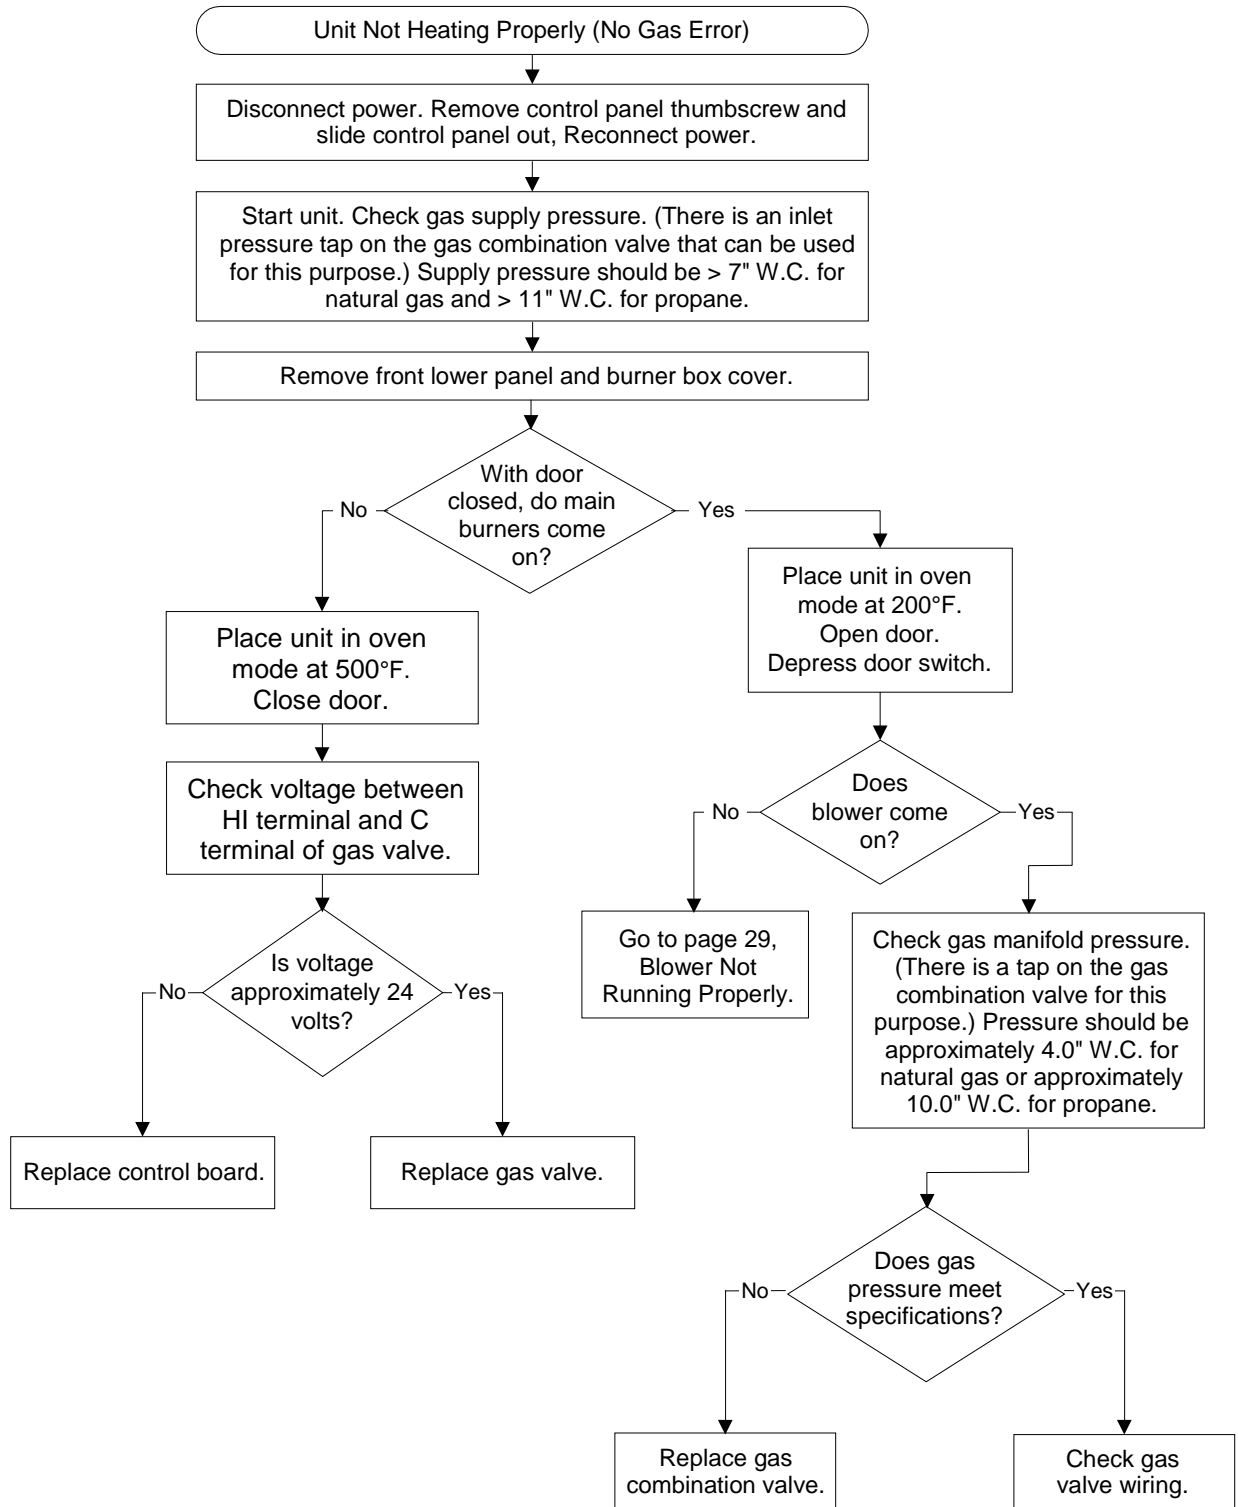 Unit Not Heating Properly (No Gas Error)
Disconnect power. Remove control panel thumbscrew and
slide control panel out, Reconnect power.
Start unit. Check gas supply pressure. (There is an inlet
pressure tap on the gas combination valve that can be used
for this purpose.) Supply pressure should be > 7" W.C. for
natural gas and > 11" W.C. for propane.
Remove front lower panel and burner box cover.
With door
closed, do main
burners come
on?
No
Yes
Place unit in oven
mode at 500°F.
Close door.
Check voltage between
HI terminal and C
terminal of gas valve.
Is voltage
approximately 24
volts?
No
Yes
Replace control board.
Replace gas valve.
Place unit in oven
mode at 200°F.
Open door.
Depress door switch.
Does
blower come
on?
No
Yes
Go to page 29,
Blower Not
Running Properly.
Check gas manifold pressure.
(There is a tap on the gas
combination valve for this
purpose.) Pressure should be
approximately 4.0" W.C. for
natural gas or approximately
10.0" W.C. for propane.
Does gas
pressure meet
specifications?
No
Yes
Replace gas
combination valve.
Check gas
valve wiring.